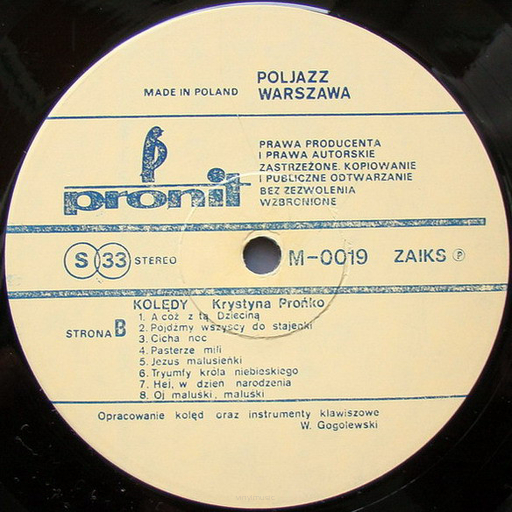 MADE IN POLAND
POLJAZZ
WARSZAWA
pronit
PRAWA PRODUCENTA
I PRAWA AUTORSKIE
ZASTRZEŻONE. KOPIOWANIE
I PUBLICZNE ODTWARZANIE
BEZ ZEZWOLENIA
WZBRONIONE
S 33 STEREO
M-0019 ZAIKS Ⓟ
KOLĘDY Krystyna Prońko
STRONA B
1. A cóż z tą Dzieciną
2. Pójdźmy wszyscy do stajenki
3. Cicha noc
4. Pasterze mili
5. Jezus malusieńki
6. Tryumfy króla niebieskiego
7. Hej, w dzień narodzenia
8. Oj maluśki, maluśki
Opracowanie kolęd oraz instrumenty klawiszowe
W. Gogolewski